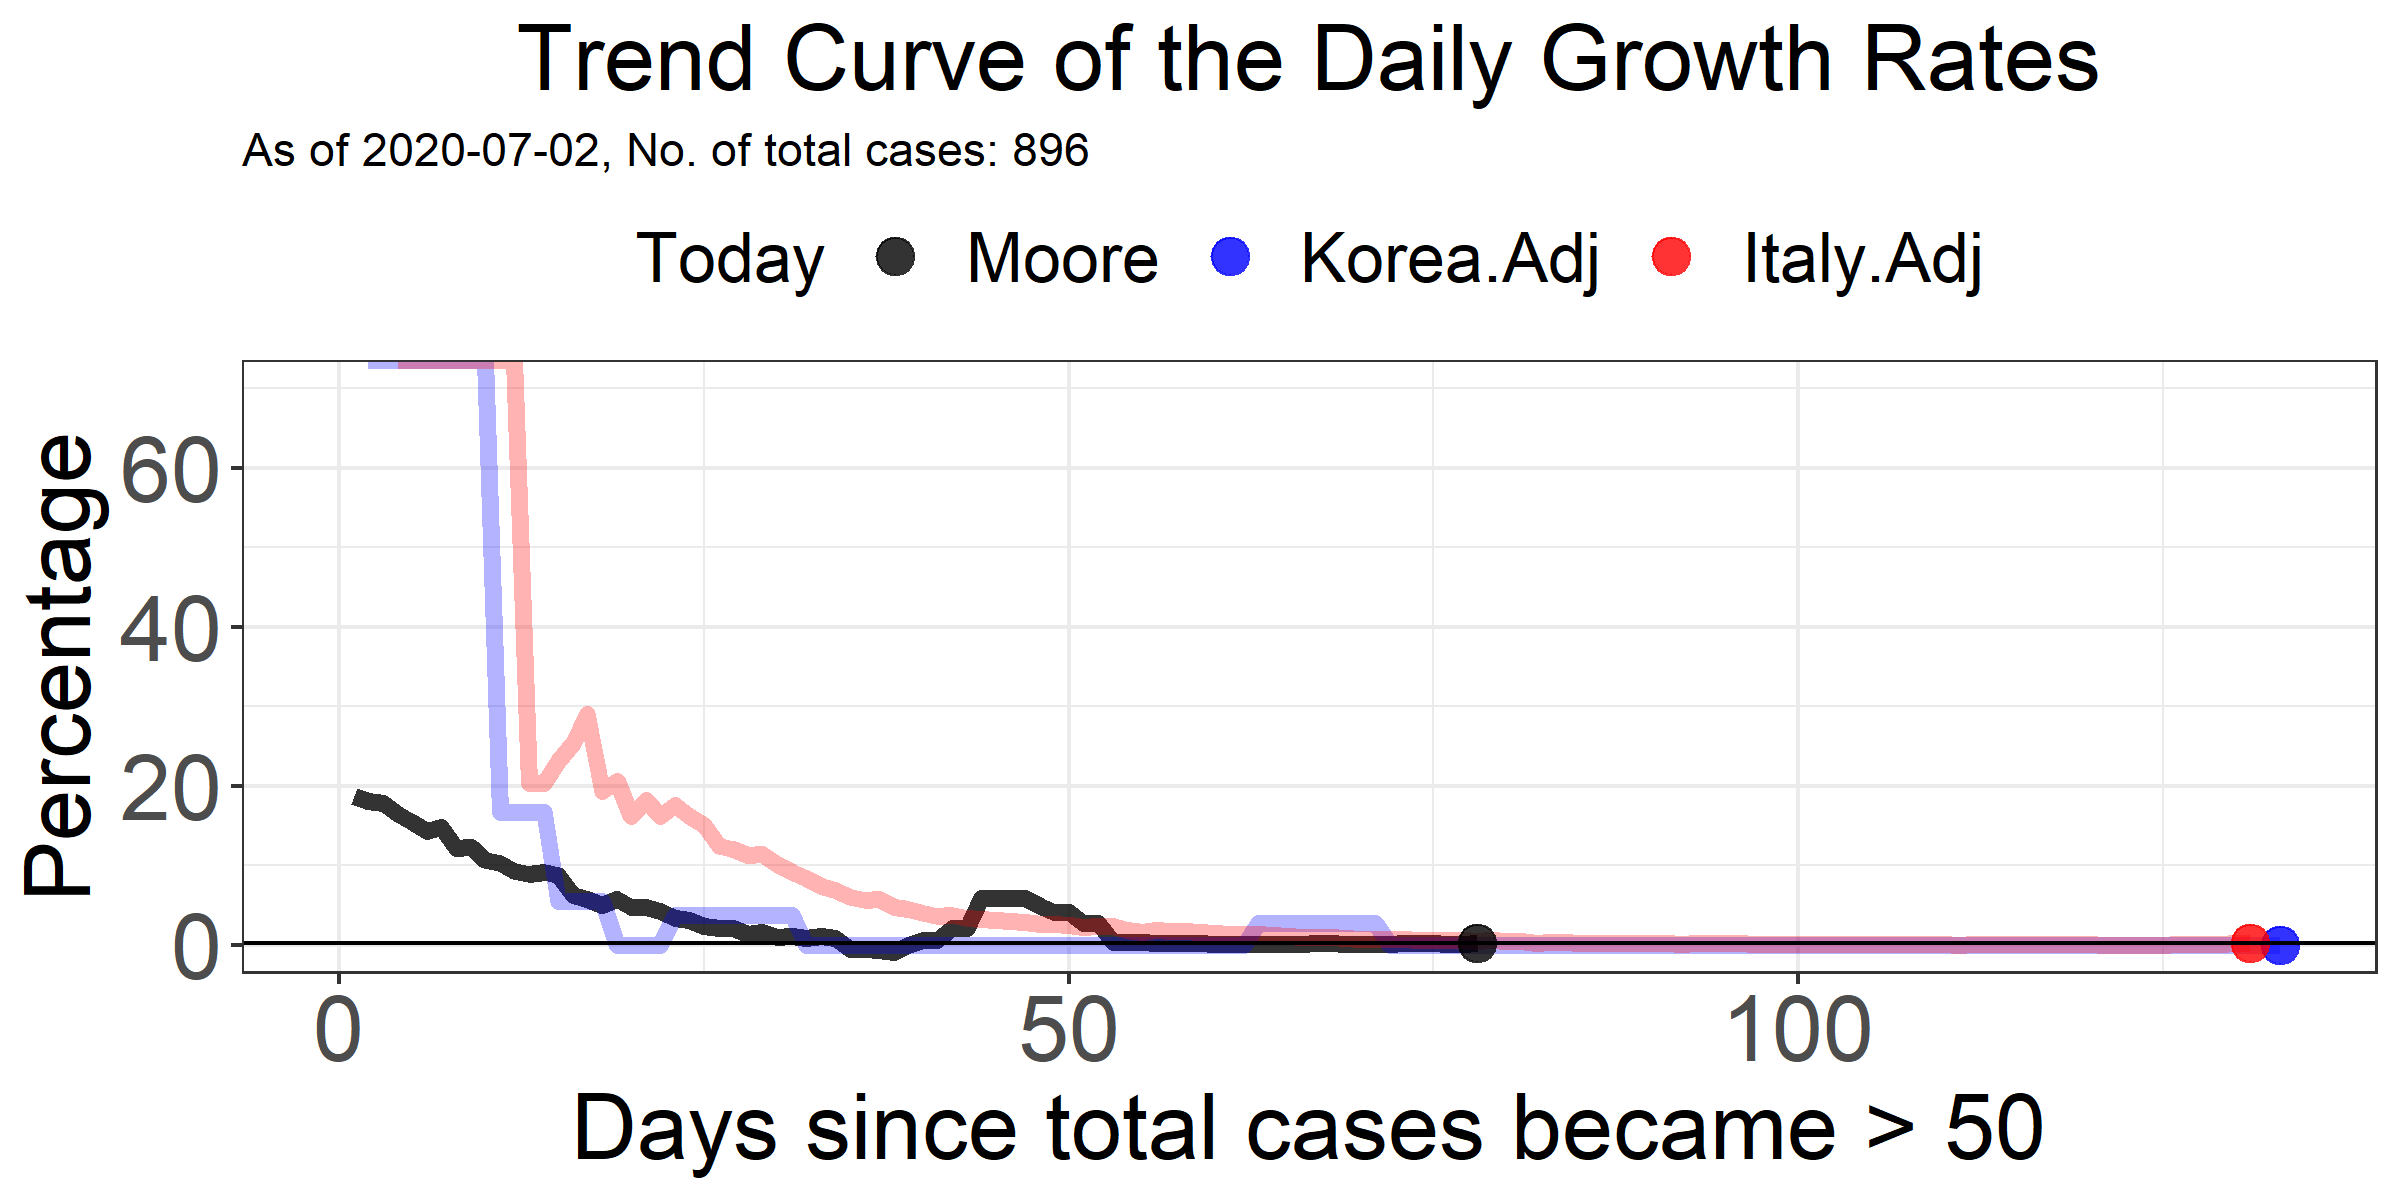 Trend Curve of the Daily Growth Rates
As of 2020-07-02, No. of total cases: 896
Today Moore Korea.Adj Italy.Adj
Percentage
60
40
20
0
0 50 100
Days since total cases became > 50